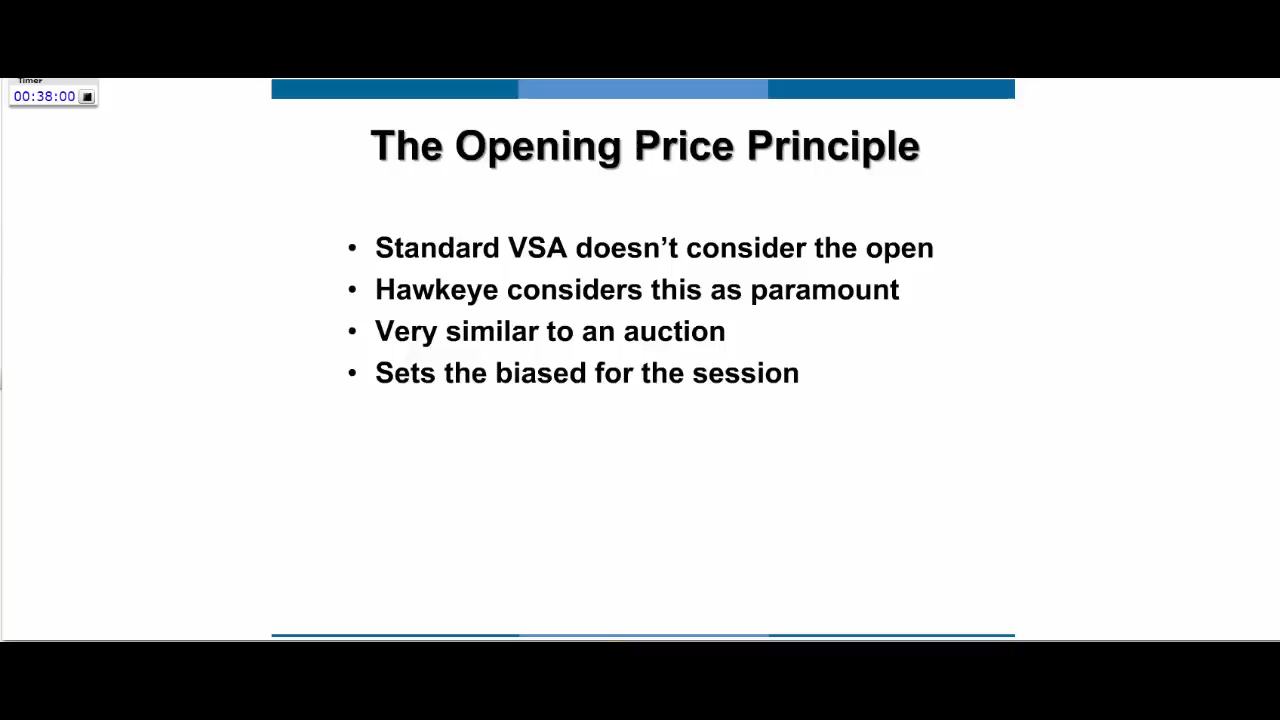 Timer
00:38:00
The Opening Price Principle
• Standard VSA doesn’t consider the open
• Hawkeye considers this as paramount
• Very similar to an auction
• Sets the biased for the session